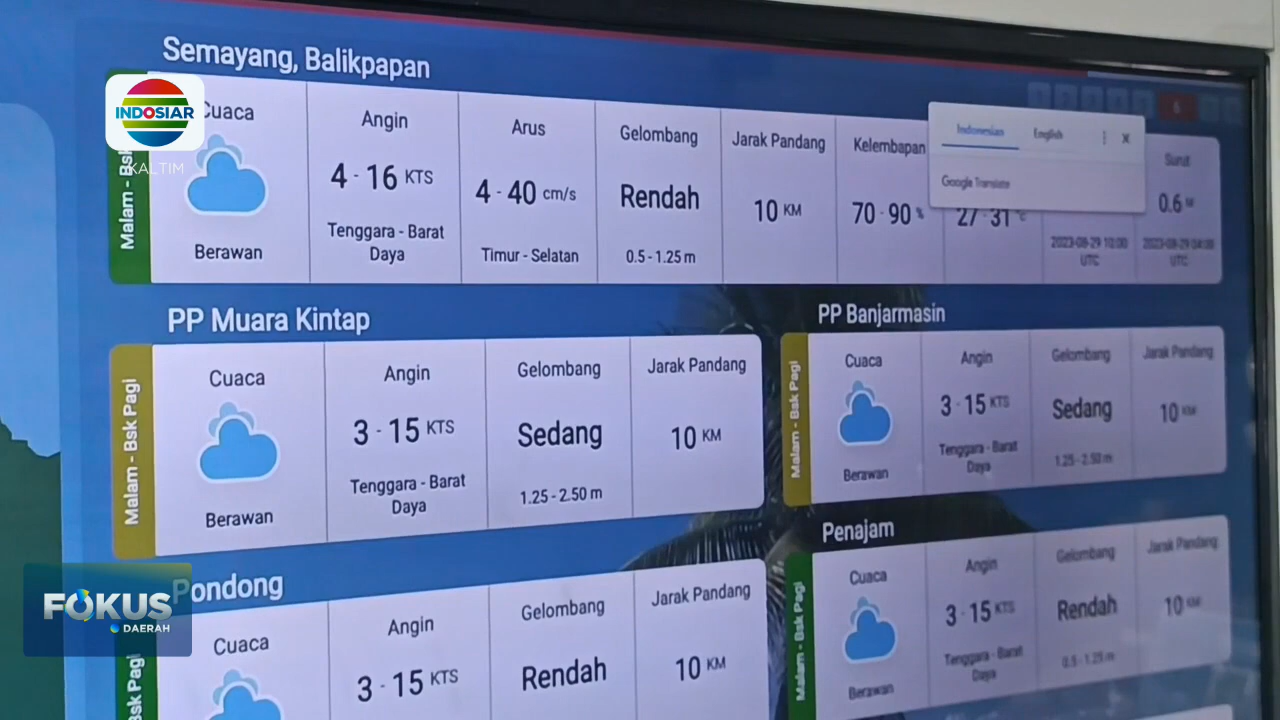 Semayang, Balikpapan
INDOSIAR
KALTIM
Malam - Bsk
Cuaca
Berawan
Angin
4 - 16 KTS
Tenggara - Barat
Daya
Arus
4 - 40 cm/s
Timur - Selatan
Gelombang
Rendah
0.5 - 1.25 m
Jarak Pandang
10 KM
Kelembapan
70 - 90 %
27 - 31 °C
Indonesian English
Google Translate
6
2023-08-29 10:00
UTC
Surut
0.6 M
2023-08-29 04:00
UTC
PP Muara Kintap
Malam - Bsk Pagi
Cuaca
Berawan
Angin
3 - 15 KTS
Tenggara - Barat
Daya
Gelombang
Sedang
1.25 - 2.50 m
Jarak Pandang
10 KM
PP Banjarmasin
Malam - Bsk Pagi
Cuaca
Berawan
Angin
3 - 15 KTS
Tenggara - Barat
Daya
Gelombang
Sedang
1.25 - 2.50 m
Jarak Pandang
10 KM
Pondong
Bsk Pagi
Cuaca
Angin
3 - 15 KTS
Gelombang
Rendah
Jarak Pandang
10 KM
Penajam
Malam - Bsk Pagi
Cuaca
Berawan
Angin
3 - 15 KTS
Tenggara - Barat
Daya
Gelombang
Rendah
0.5 - 1.25 m
Jarak Pandang
10 KM
FOKUS
DAERAH